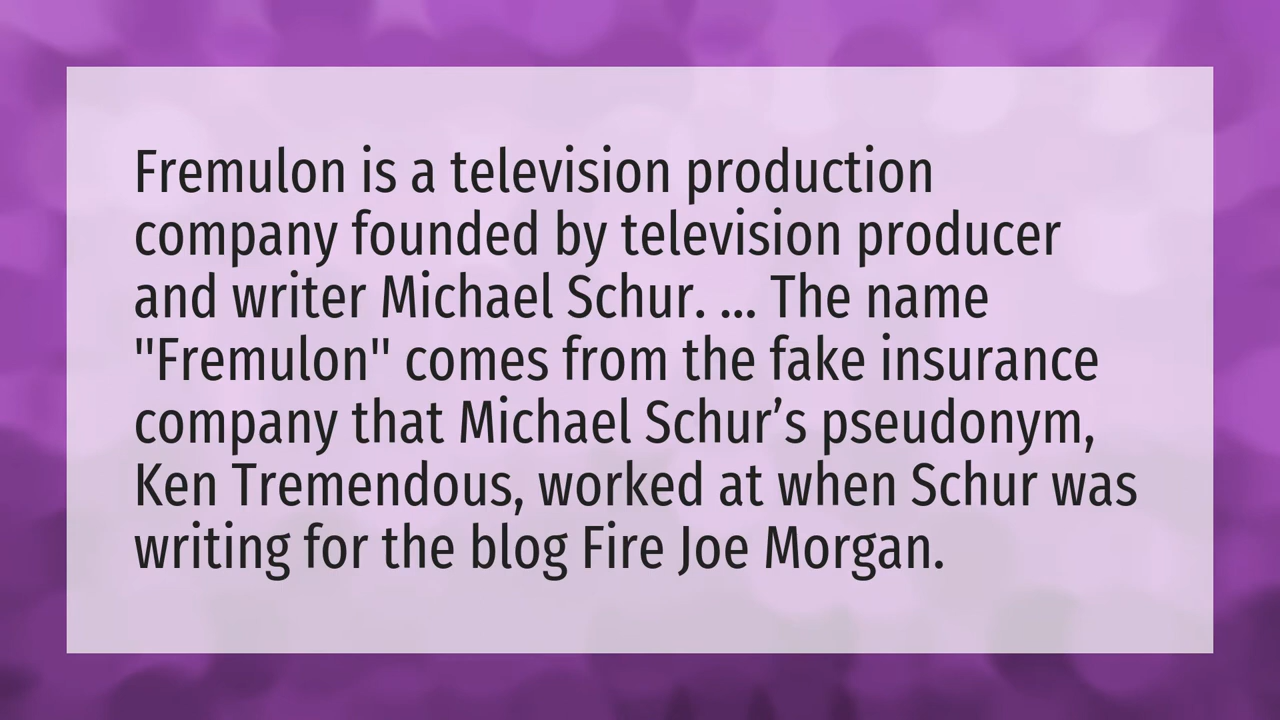 Fremulon is a television production
company founded by television producer
and writer Michael Schur. ... The name
"Fremulon" comes from the fake insurance
company that Michael Schur’s pseudonym,
Ken Tremendous, worked at when Schur was
writing for the blog Fire Joe Morgan.